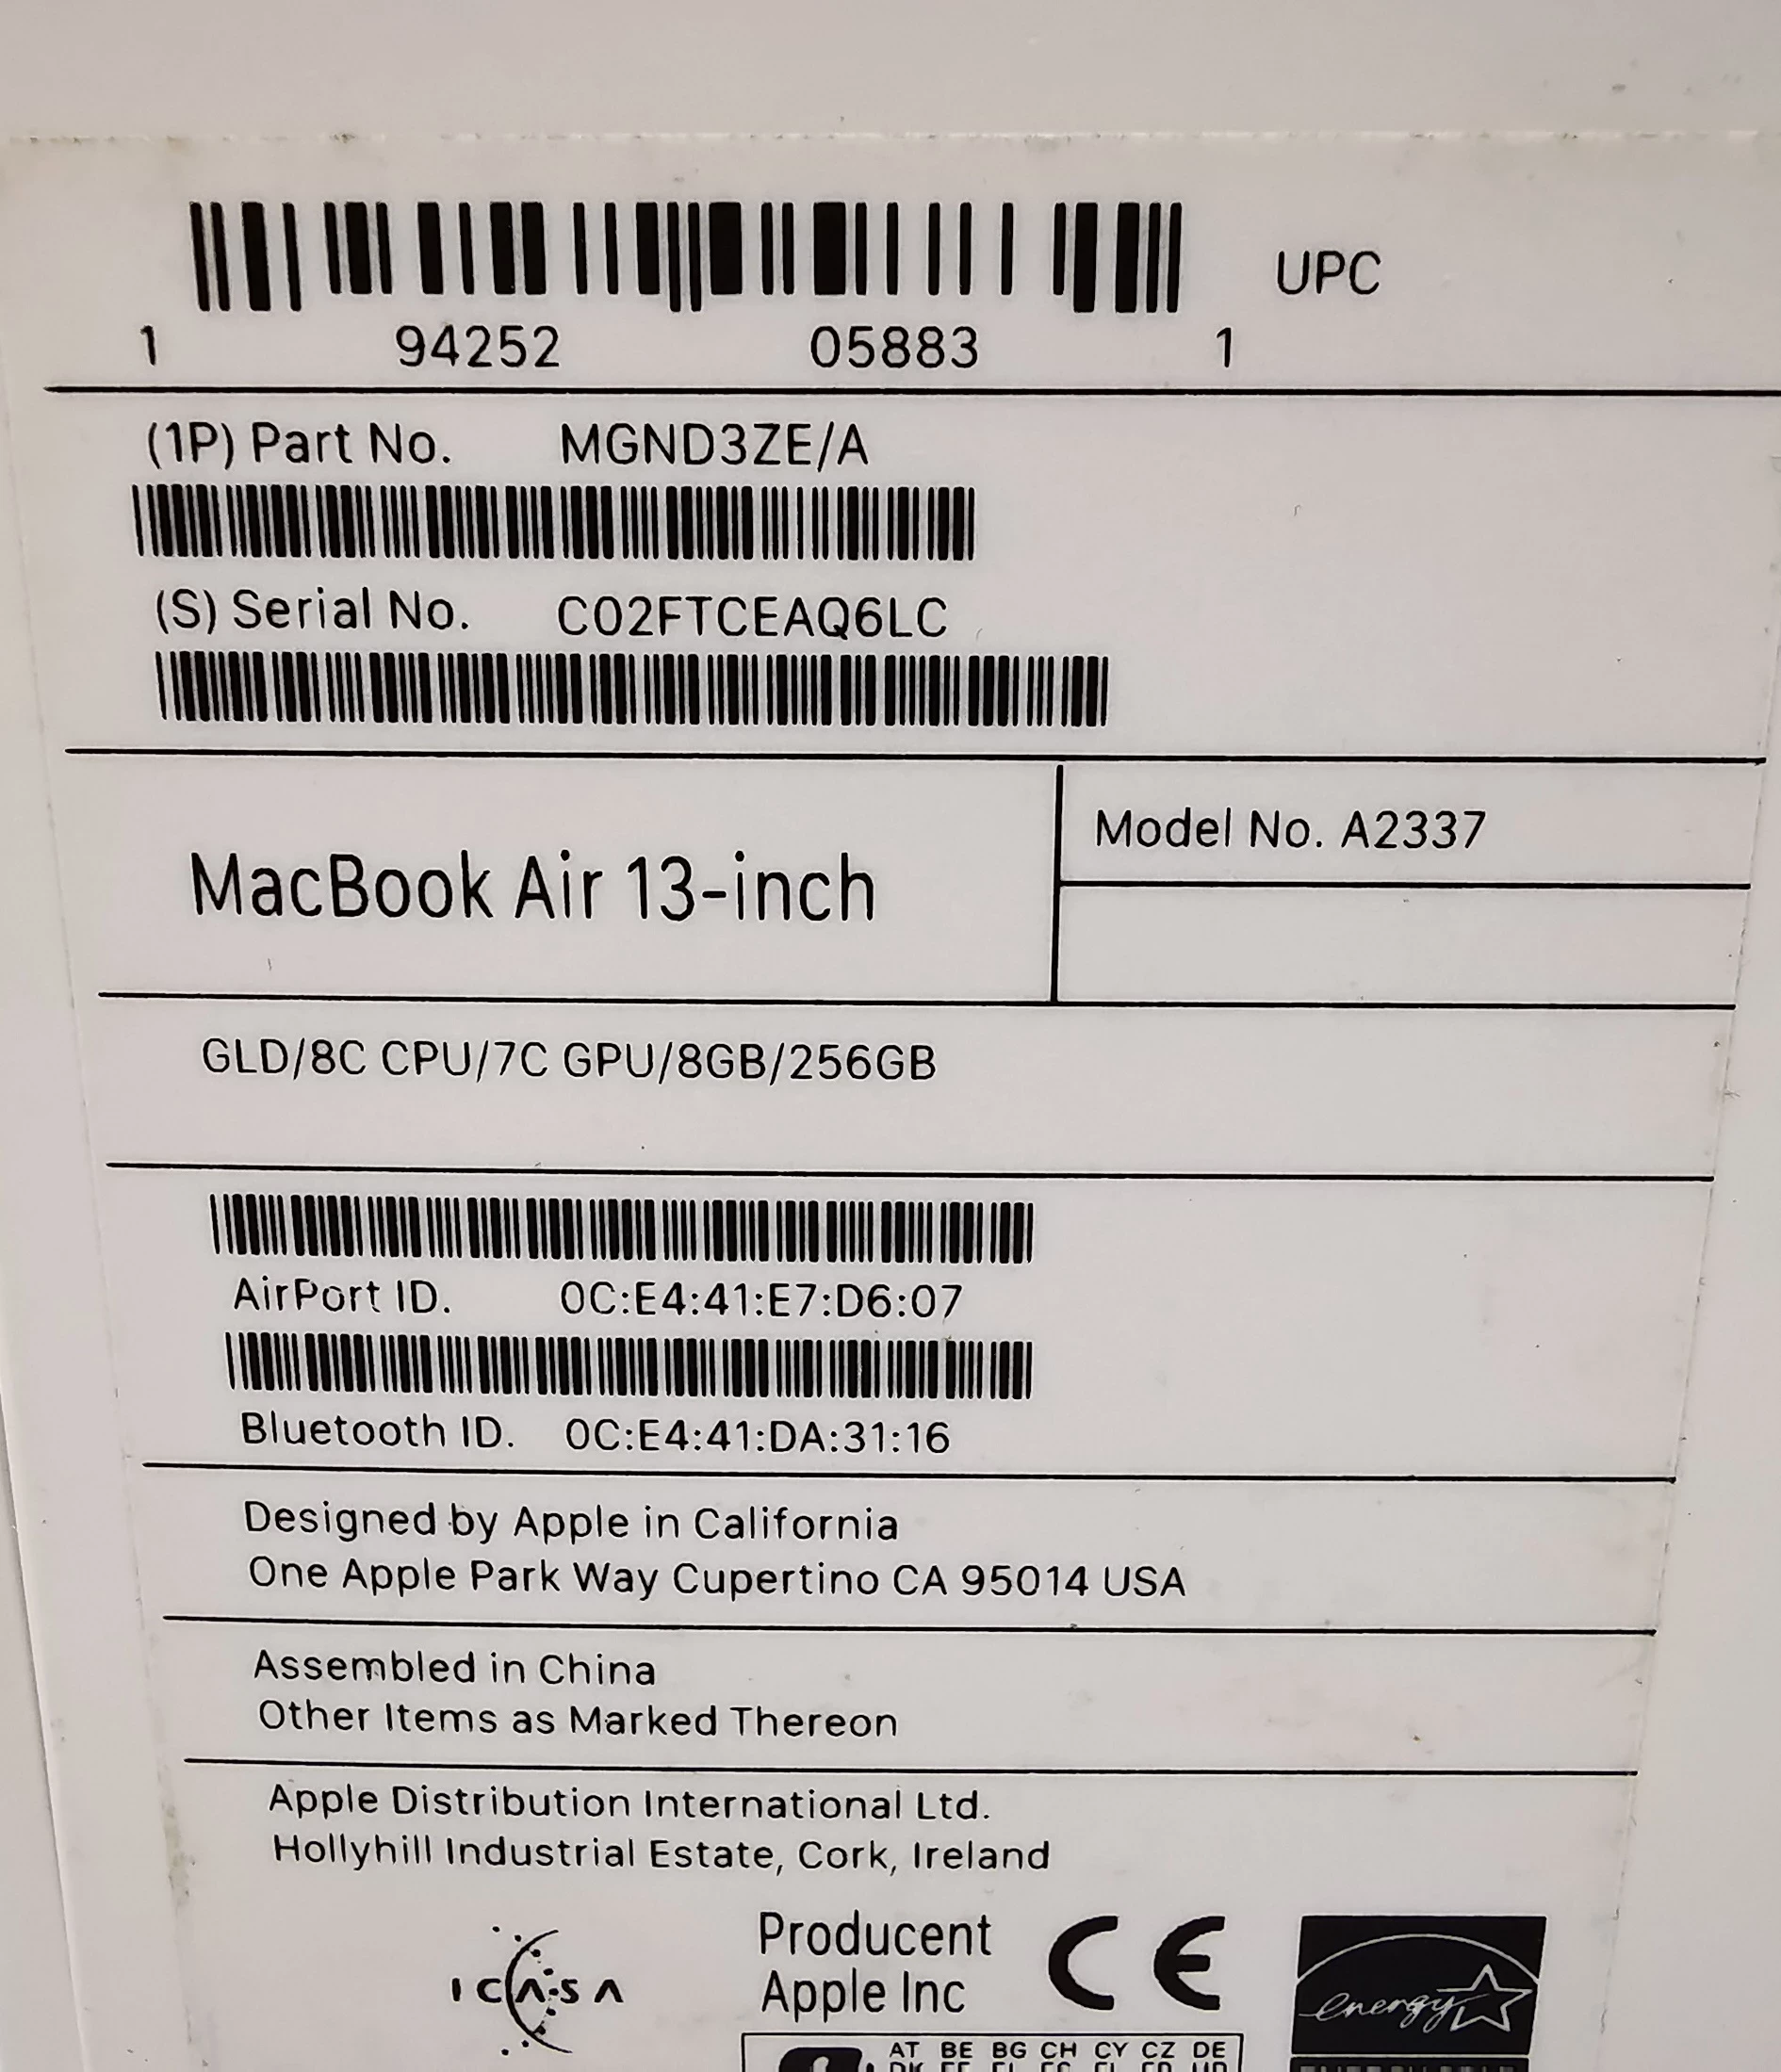 UPC
1 94252 05883 1
(1P) Part No. MGND3ZE/A
(S) Serial No. C02FTCEAQ6LC
MacBook Air 13-inch
Model No. A2337
GLD/8C CPU/7C GPU/8GB/256GB
AirPort ID. 0C:E4:41:E7:D6:07
Bluetooth ID. 0C:E4:41:DA:31:16
Designed by Apple in California
One Apple Park Way Cupertino CA 95014 USA
Assembled in China
Other Items as Marked Thereon
Apple Distribution International Ltd.
Hollyhill Industrial Estate, Cork, Ireland
ICASA
Producent
Apple Inc
CE
energy
AT BE BG CH CY CZ DE